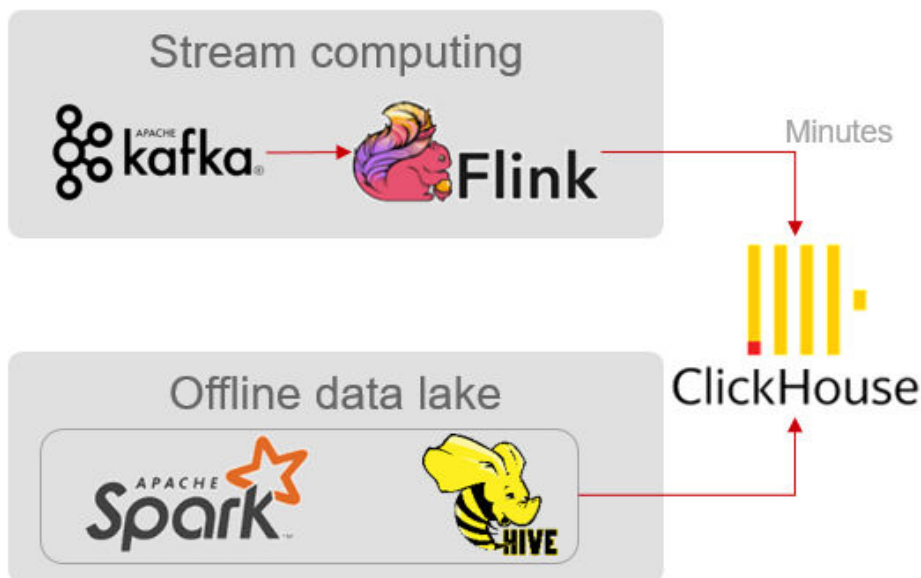 Stream computing
APACHE
kafka®
Flink
Minutes
ClickHouse
Offline data lake
APACHE
Spark
HIVE